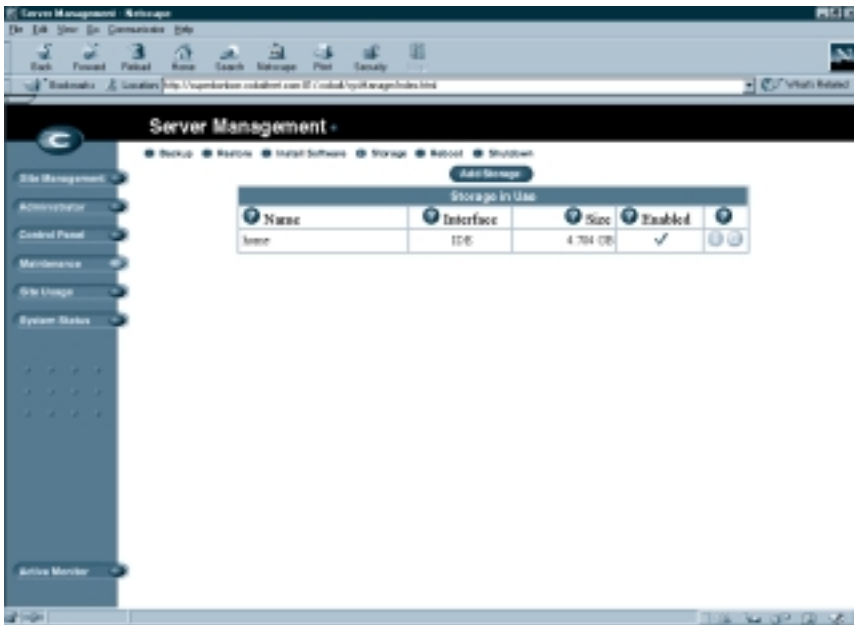 Server Management - Netscape
File Edit View Go Communicator Help
Back Forward Reload Home Search Netscape Print Security
Bookmarks Location What's Related
Server Management
Backup Restore Install Software Storage Reboot Shutdown
Add Storage
Storage in Use
Name Interface Size Enabled
home IDE
Site Management
Administrator
Control Panel
Maintenance
Site Usage
System Status
Active Monitor